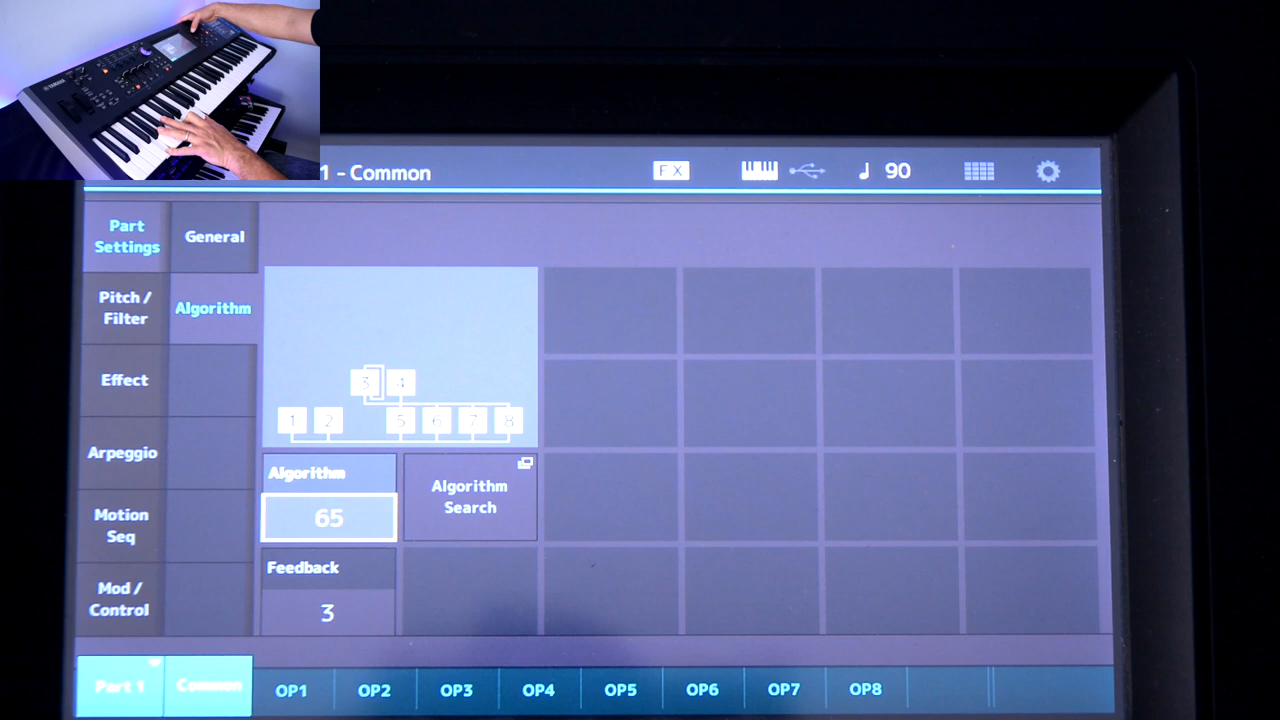 YAMAHA
1 - Common
FX
90
Part
Settings
General
Pitch /
Filter
Algorithm
Effect
Arpeggio
Motion
Seq
Mod /
Control
3 4
1 2 5 6 7 8
Algorithm
65
Algorithm
Search
Feedback
3
Part 1
Common
OP1
OP2
OP3
OP4
OP5
OP6
OP7
OP8